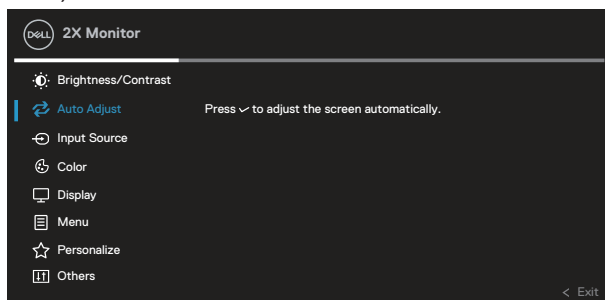 DELL 2X Monitor
Brightness/Contrast
Auto Adjust Press ✓ to adjust the screen automatically.
Input Source
Color
Display
Menu
Personalize
Others
< Exit